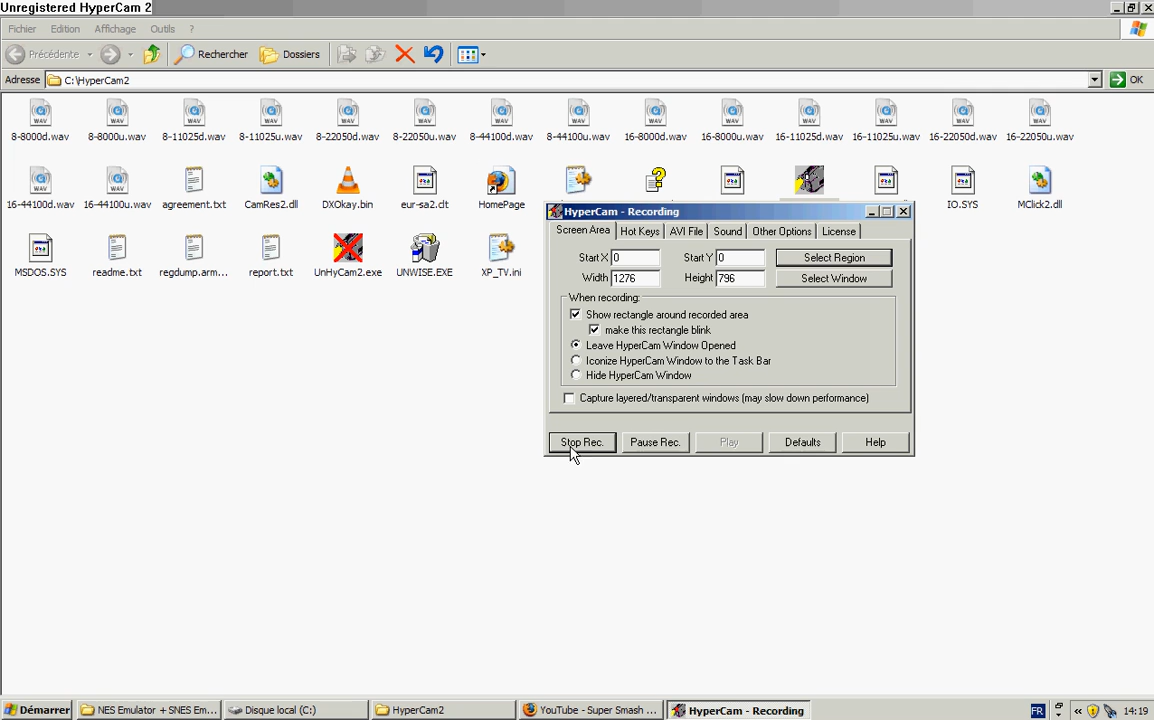 Unregistered HyperCam 2
Fichier Edition Affichage Outils ?
Précédente Rechercher Dossiers
Adresse C:\HyperCam2 OK
8-8000d.wav 8-8000u.wav 8-11025d.wav 8-11025u.wav 8-22050d.wav 8-22050u.wav 8-44100d.wav 8-44100u.wav 16-8000d.wav 16-8000u.wav 16-11025d.wav 16-11025u.wav 16-22050d.wav 16-22050u.wav
16-44100d.wav 16-44100u.wav agreement.txt CamRes2.dll DXOkay.bin eur-sa2.clt HomePage IO.SYS MClick2.dll
MSDOS.SYS readme.txt regdump.arm... report.txt UnHyCam2.exe UNWISE.EXE XP_TV.ini
HyperCam - Recording
Screen Area Hot Keys AVI File Sound Other Options License
Start X 0 Start Y 0 Select Region
Width 1276 Height 796 Select Window
When recording:
Show rectangle around recorded area
make this rectangle blink
Leave HyperCam Window Opened
Iconize HyperCam Window to the Task Bar
Hide HyperCam Window
Capture layered/transparent windows (may slow down performance)
Stop Rec. Pause Rec. Play Defaults Help
Démarrer NES Emulator + SNES Em... Disque local (C:) HyperCam2 YouTube - Super Smash ... HyperCam - Recording FR « 14:19